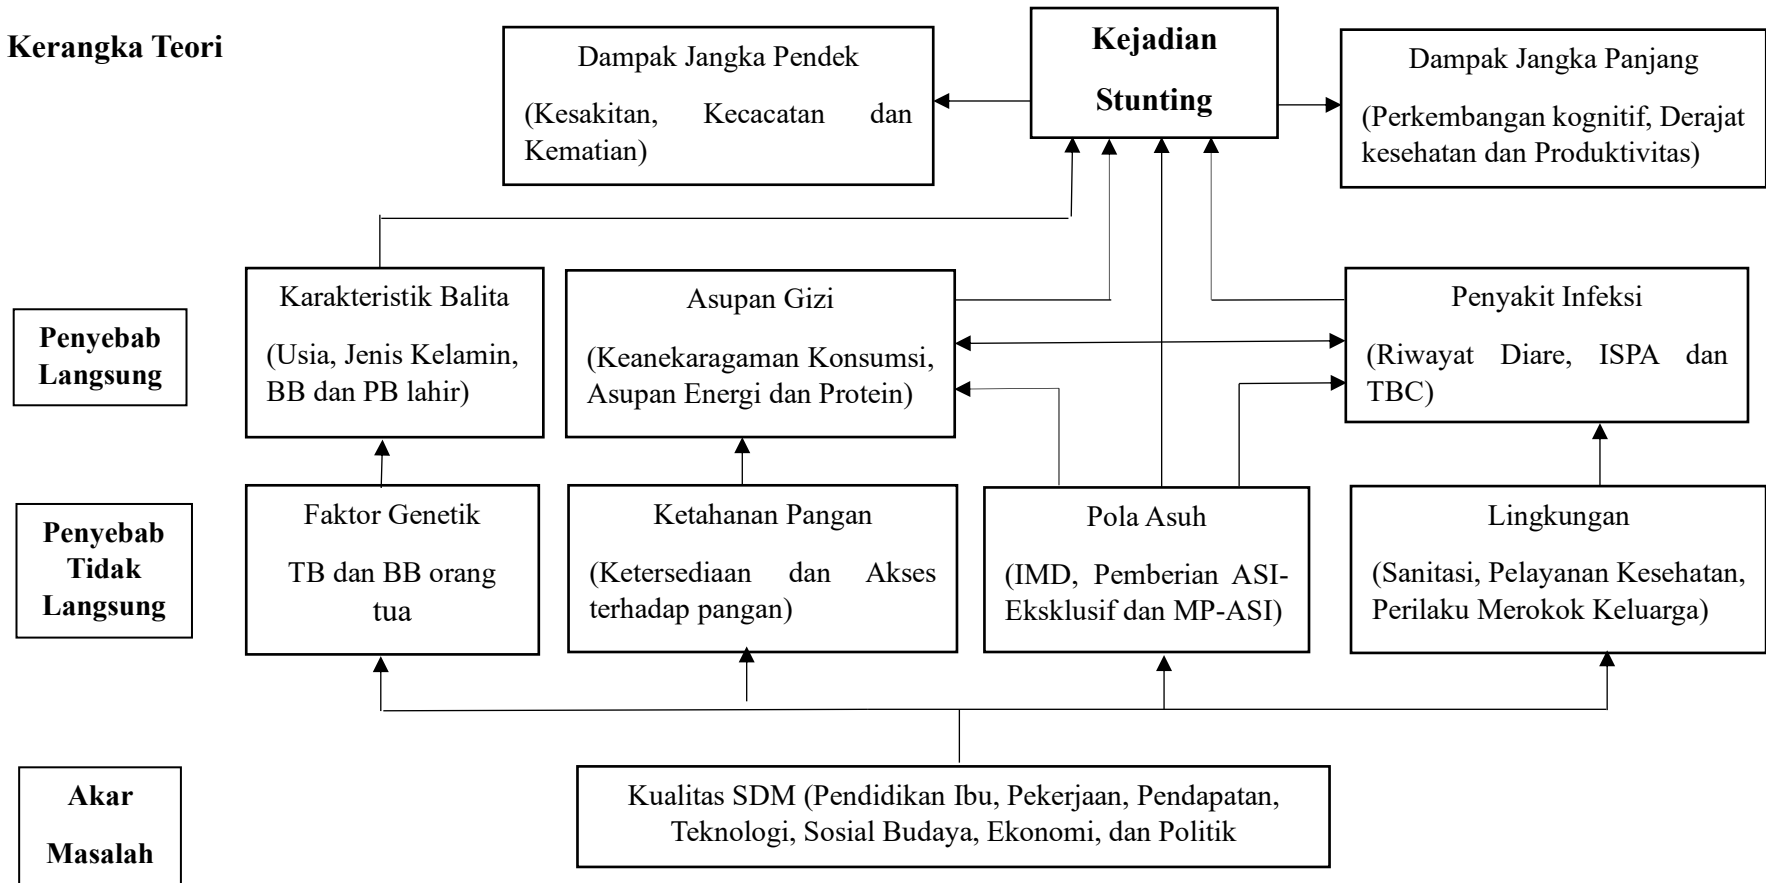 Kerangka Teori
Dampak Jangka Pendek
(Kesakitan, Kecacatan dan
Kematian)
Kejadian
Stunting
Dampak Jangka Panjang
(Perkembangan kognitif, Derajat
kesehatan dan Produktivitas)
Penyebab
Langsung
Karakteristik Balita
(Usia, Jenis Kelamin,
BB dan PB lahir)
Asupan Gizi
(Keanekaragaman Konsumsi,
Asupan Energi dan Protein)
Penyakit Infeksi
(Riwayat Diare, ISPA dan
TBC)
Penyebab
Tidak
Langsung
Faktor Genetik
TB dan BB orang
tua
Ketahanan Pangan
(Ketersediaan dan Akses
terhadap pangan)
Pola Asuh
(IMD, Pemberian ASI-
Eksklusif dan MP-ASI)
Lingkungan
(Sanitasi, Pelayanan Kesehatan,
Perilaku Merokok Keluarga)
Akar
Masalah
Kualitas SDM (Pendidikan Ibu, Pekerjaan, Pendapatan,
Teknologi, Sosial Budaya, Ekonomi, dan Politik